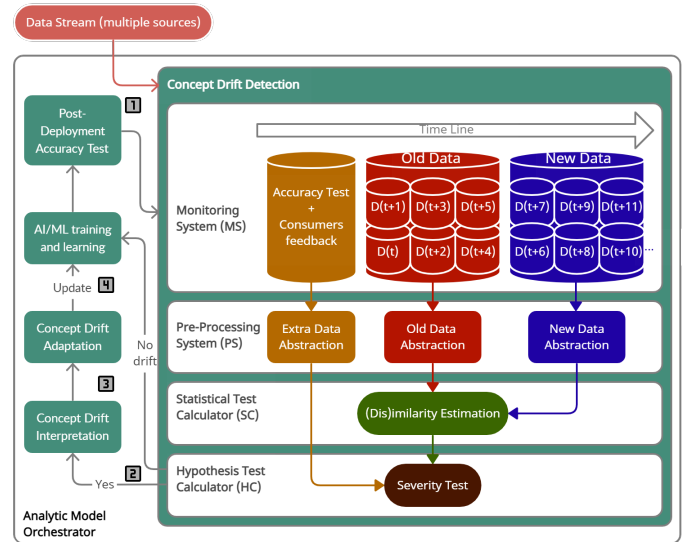 Data Stream (multiple sources)
Concept Drift Detection
1
Post-
Deployment
Accuracy Test
Time Line
Accuracy Test
+
Consumers
feedback
Old Data
D(t+1) D(t+3) D(t+5)
D(t) D(t+2) D(t+4)
New Data
D(t+7) D(t+9) D(t+11)
D(t+6) D(t+8) D(t+10) ...
Monitoring
System (MS)
AI/ML training
and learning
Update 4
Concept Drift
Adaptation
No
drift
Pre-Processing
System (PS)
Extra Data
Abstraction
Old Data
Abstraction
New Data
Abstraction
3
Concept Drift
Interpretation
Statistical Test
Calculator (SC)
(Dis)imilarity Estimation
2
Yes
Hypothesis Test
Calculator (HC)
Severity Test
Analytic Model
Orchestrator